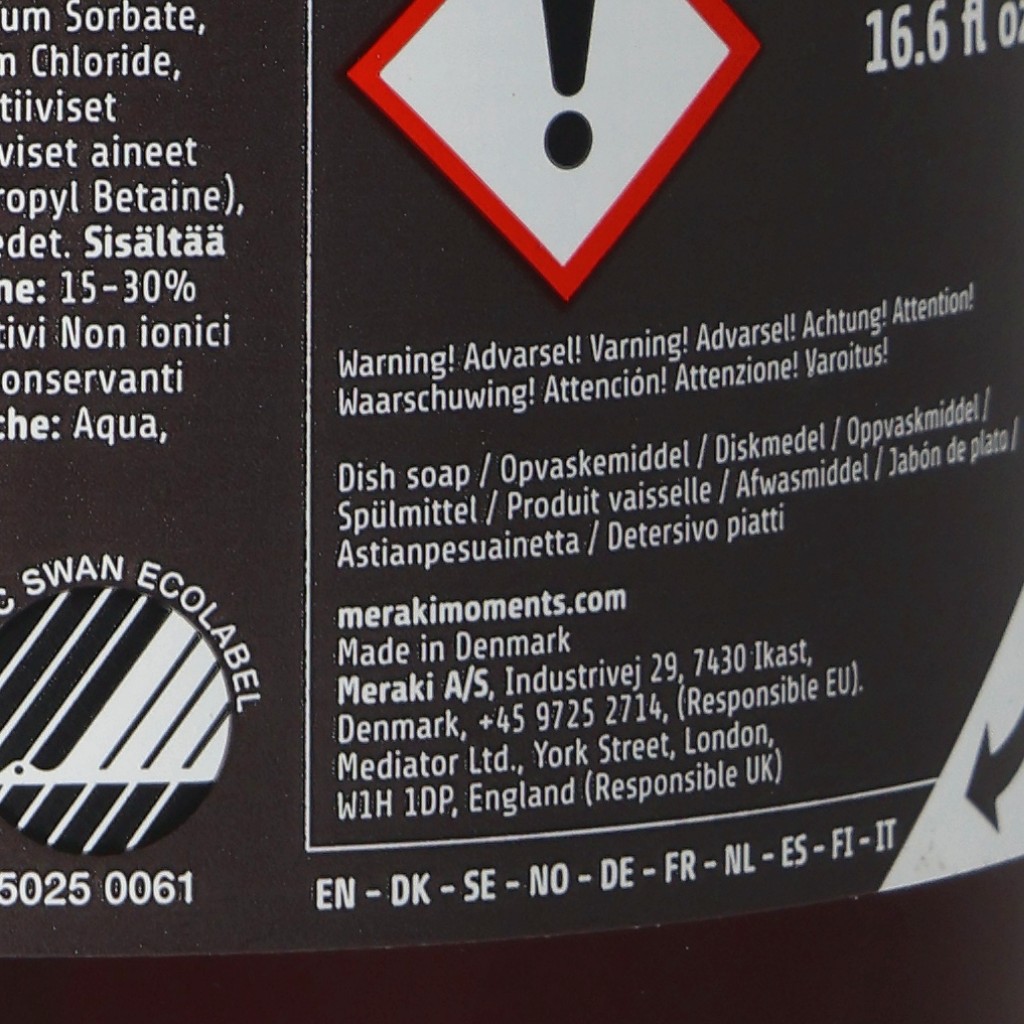 um Sorbate,
Chloride,
tiiviset
viset aineet
ropyl Betaine),
edet. Sisältää
ne: 15-30%
tivi Non ionici
onservanti
che: Aqua,
SWAN ECOLABEL
5025 0061
16.6 fl oz
Warning! Advarsel! Varning! Advarsel! Achtung! Attention!
Waarschuwing! Attención! Attenzione! Varoitus!
Dish soap / Opvaskemiddel / Diskmedel / Oppvaskmiddel /
Spülmittel / Produit vaisselle / Afwasmiddel / Jabón de plato /
Astianpesuainetta / Detersivo piatti
merakimoments.com
Made in Denmark
Meraki A/S, Industrivej 29, 7430 Ikast,
Denmark, +45 9725 2714, (Responsible EU).
Mediator Ltd., York Street, London,
W1H 1DP, England (Responsible UK)
EN - DK - SE - NO - DE - FR - NL - ES - FI - IT